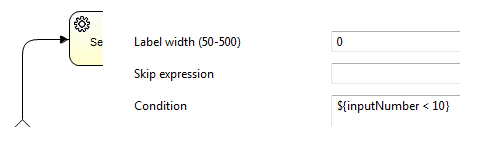 Se
Label width (50-500) 0
Skip expression
Condition ${inputNumber < 10}